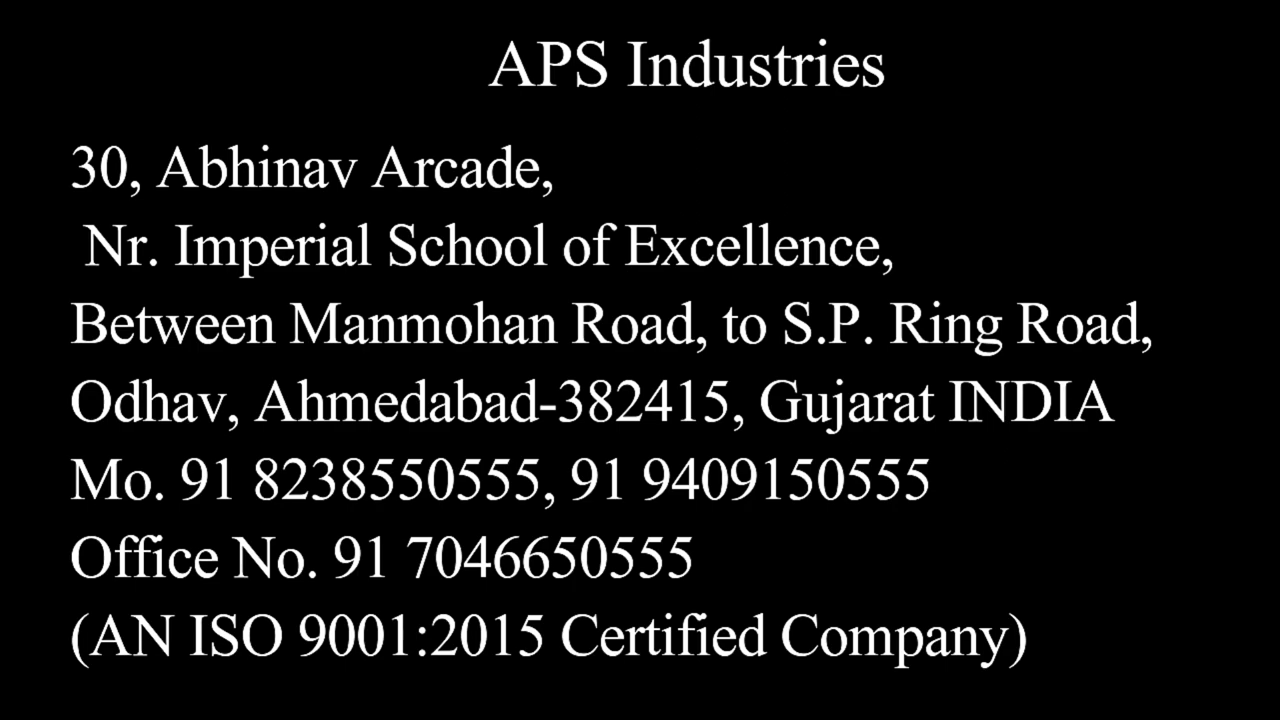 APS Industries
30, Abhinav Arcade,
Nr. Imperial School of Excellence,
Between Manmohan Road, to S.P. Ring Road,
Odhav, Ahmedabad-382415, Gujarat INDIA
Mo. 91 8238550555, 91 9409150555
Office No. 91 7046650555
(AN ISO 9001:2015 Certified Company)